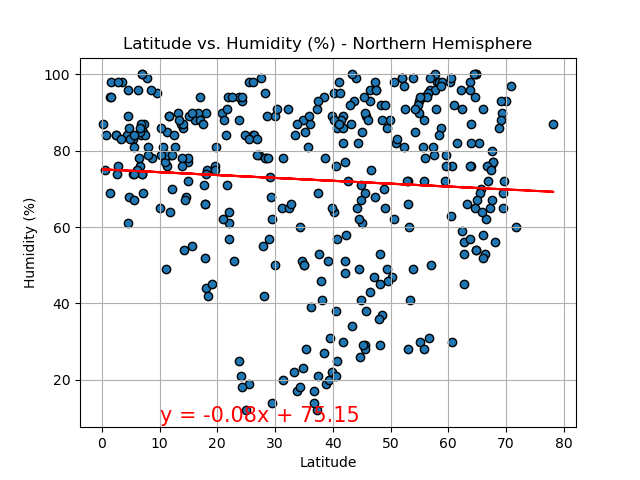 Latitude vs. Humidity (%) - Northern Hemisphere
100
80
60
40
20
Humidity (%)
y = -0.08x + 75.15
0 10 20 30 40 50 60 70 80
Latitude